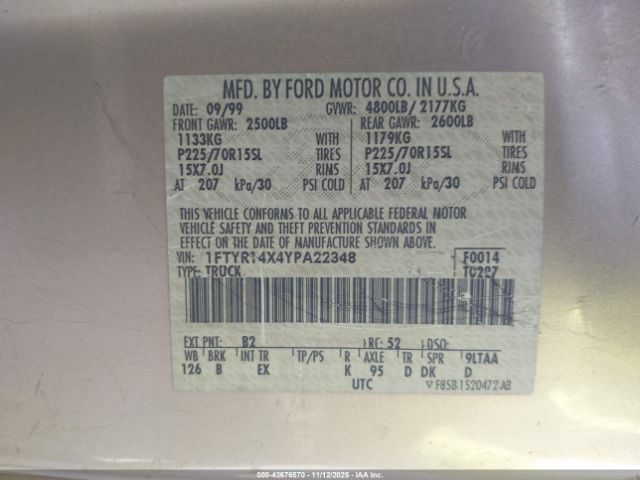 MFD. BY FORD MOTOR CO. IN U.S.A.
DATE: 09/99 GVWR: 4800LB/ 2177KG
FRONT GAWR: 2500LB REAR GAWR: 2600LB
1133KG WITH 1179KG WITH
P225/70R15SL TIRES P225/70R15SL TIRES
15X7.0J RIMS 15X7.0J RIMS
AT 207 kPa/30 PSI COLD AT 207 kPa/30 PSI COLD
THIS VEHICLE CONFORMS TO ALL APPLICABLE FEDERAL MOTOR
VEHICLE SAFETY AND THEFT PREVENTION STANDARDS IN
EFFECT ON THE DATE OF MANUFACTURE SHOWN ABOVE.
VIN: 1FTYR14X4YPA22348 F0014
TYPE: TRUCK T0227
EXT PNT: B2 RC: 52 DSO:
WB BRK INT TR TP/PS R AXLE TR SPR 9LTAA
126 B EX K 95 D DK D
UTC F85B-1520472-AB
000-43676570 - 11/12/2025 - IAA Inc.